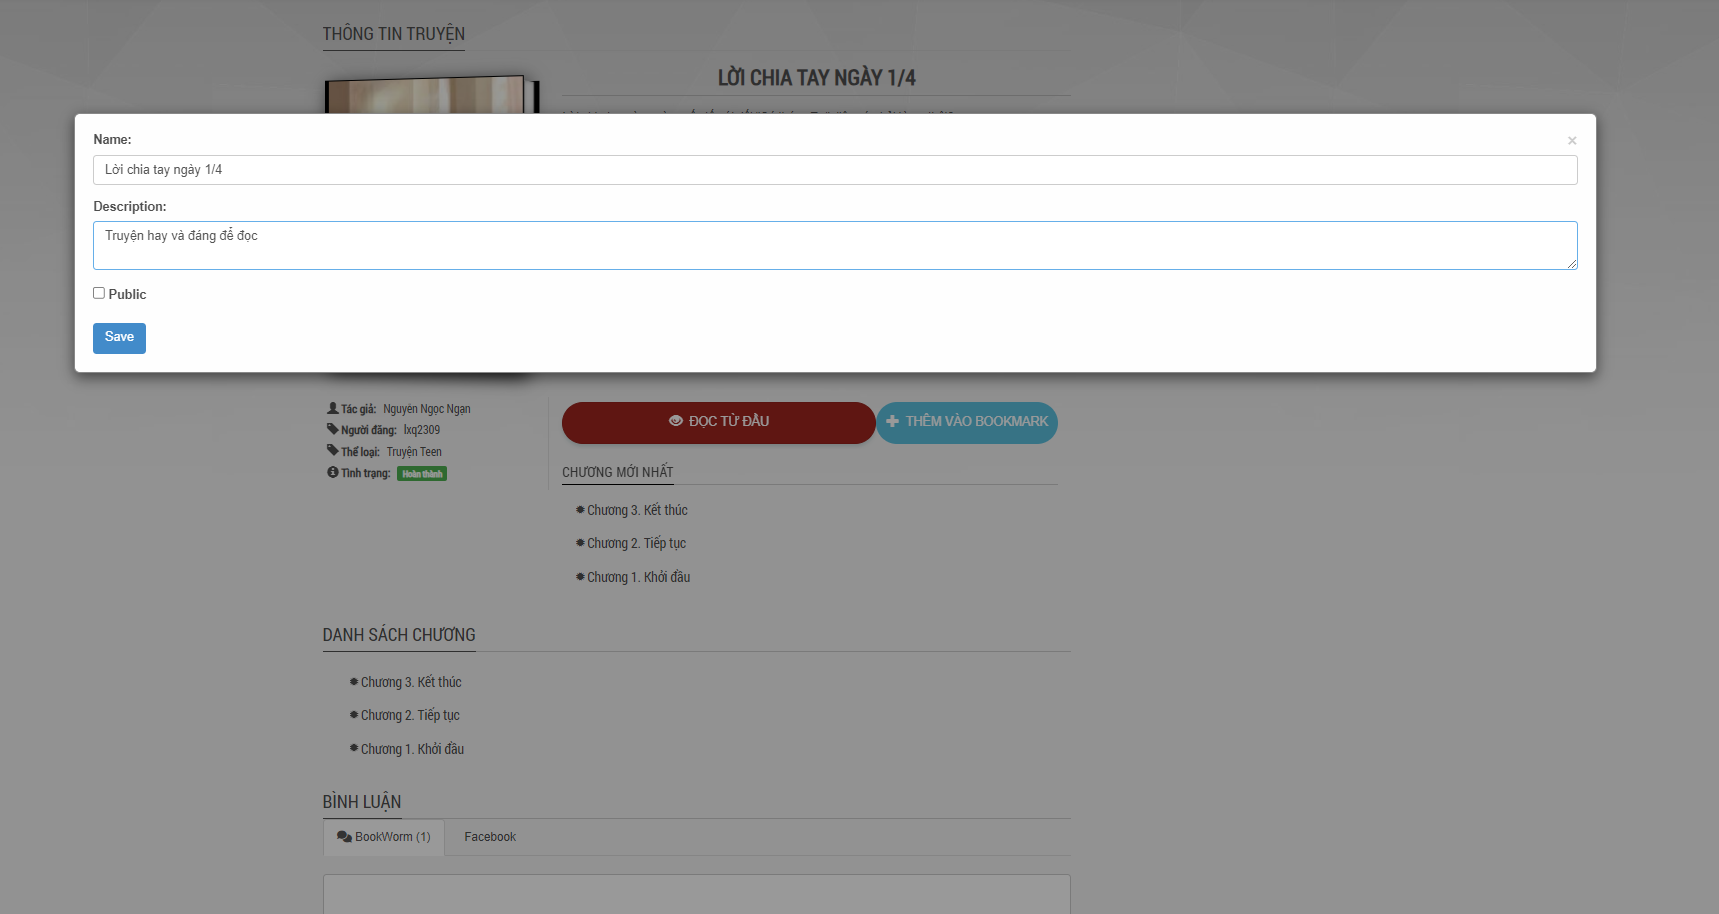 THÔNG TIN TRUYỆN
LỜI CHIA TAY NGÀY 1/4
Name:
×
Lời chia tay ngày 1/4
Description:
Truyện hay và đáng để đọc
Public
Save
Tác giả: Nguyên Ngọc Ngạn
Người đăng: lxq2309
Thể loại: Truyện Teen
Tình trạng: Hoàn thành
ĐỌC TỪ ĐẦU
THÊM VÀO BOOKMARK
CHƯƠNG MỚI NHẤT
Chương 3. Kết thúc
Chương 2. Tiếp tục
Chương 1. Khởi đầu
DANH SÁCH CHƯƠNG
Chương 3. Kết thúc
Chương 2. Tiếp tục
Chương 1. Khởi đầu
BÌNH LUẬN
BookWorm (1)
Facebook